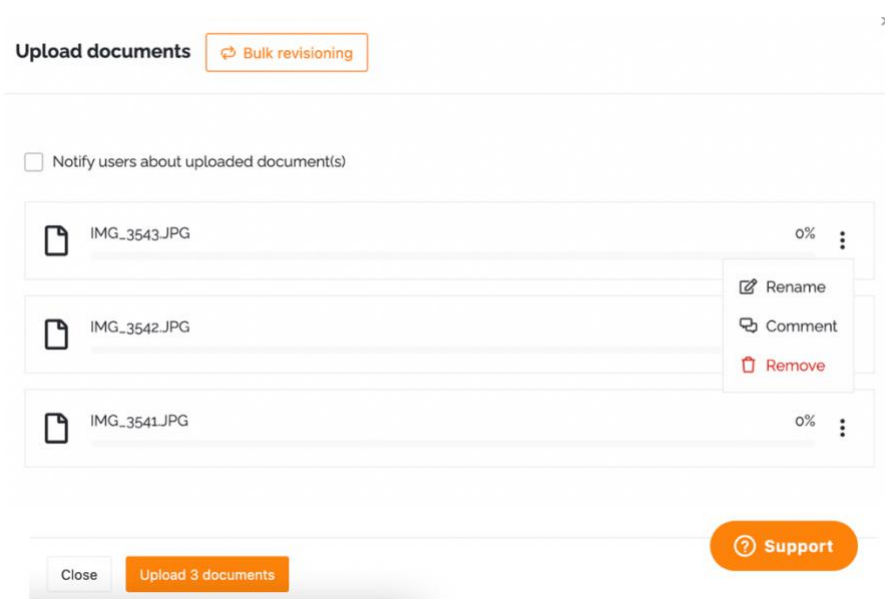 Upload documents
Bulk revisioning
Notify users about uploaded document(s)
IMG_3543.JPG 0%
Rename
IMG_3542.JPG
Comment
Remove
IMG_3541.JPG 0%
Support
Close Upload 3 documents